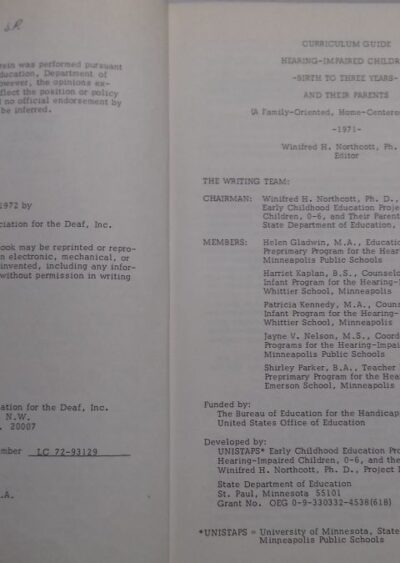 rein was performed pursuant
ducation, Department of
owever, the opinions ex-
flect the position or policy
d no official endorsement by
be inferred.
1972 by
ciation for the Deaf, Inc.
ook may be reprinted or repro-
n electronic, mechanical, or
invented, including any infor-
without permission in writing
ation for the Deaf, Inc.
N.W.
. 20007
mber LC 72-93129
.A.
CURRICULUM GUIDE
HEARING-IMPAIRED CHILDR
-BIRTH TO THREE YEARS-
AND THEIR PARENTS
(A Family-Oriented, Home-Centere
-1971-
Winifred H. Northcott, Ph.
Editor
THE WRITING TEAM:
CHAIRMAN: Winifred H. Northcott, Ph. D.,
Early Childhood Education Proje
Children, 0-6, and Their Parent
State Department of Education,
MEMBERS: Helen Gladwin, M.A., Educatio
Preprimary Program for the Hear
Minneapolis Public Schools
Harriet Kaplan, B.S., Counselo
Infant Program for the Hearing-I
Whittier School, Minneapolis
Patricia Kennedy, M.A., Couns
Infant Program for the Hearing-
Whittier School, Minneapolis
Jayne V. Nelson, M.S., Coord
Programs for the Hearing-Impai
Minneapolis Public Schools
Shirley Parker, B.A., Teacher
Preprimary Program for the Hea
Emerson School, Minneapolis
Funded by:
The Bureau of Education for the Handicap
United States Office of Education
Developed by:
UNISTAPS* Early Childhood Education Pro
Hearing-Impaired Children, 0-6, and the
Winifred H. Northcott, Ph. D., Project D
State Department of Education
St. Paul, Minnesota 55101
Grant No. OEG 0-9-330332-4538(618)
*UNISTAPS = University of Minnesota, State
Minneapolis Public Schools